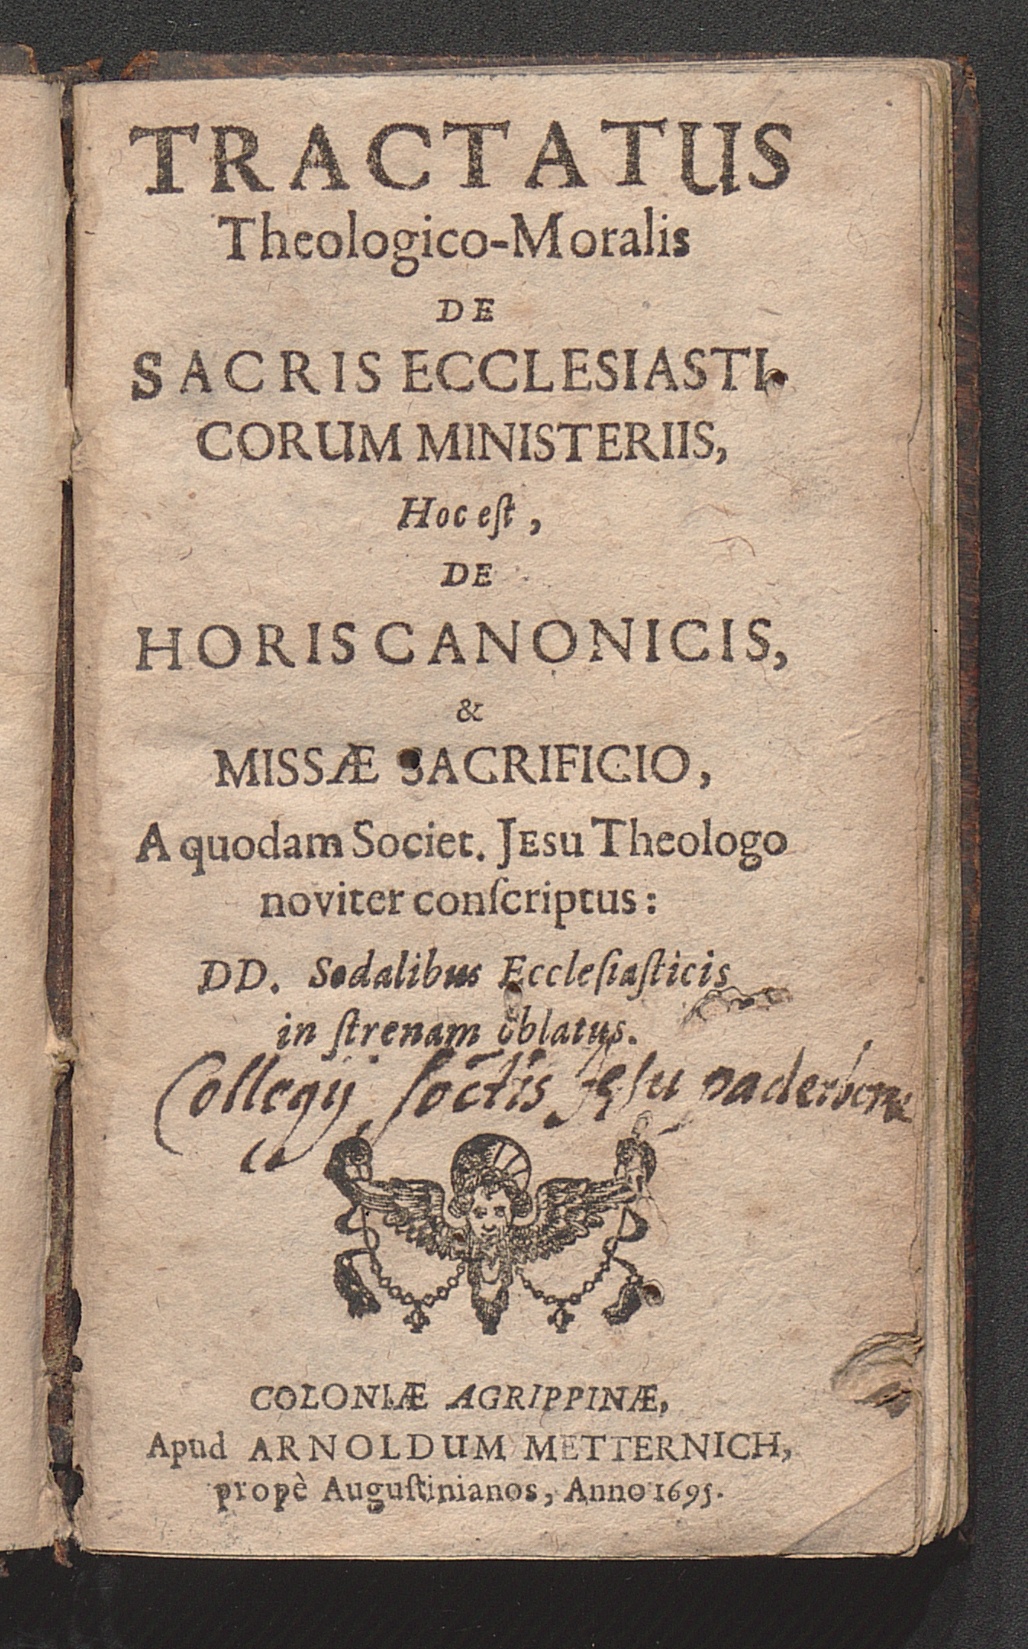 TRACTATUS
Theologico-Moralis
DE
SACRIS ECCLESIASTI-
CORUM MINISTERIIS,
Hoc eſt,
DE
HORIS CANONICIS,
&
MISSÆ SACRIFICIO,
A quodam Societ. JEsu Theologo
noviter conſcriptus:
DD. Sodalibus Eccleſiaſticis
in ſtrenam oblatus.
Collegij Soctis Jesu
COLONIÆ AGRIPPINÆ,
Apud ARNOLDUM METTERNICH,
propè Auguſtinianos, Anno 1695.